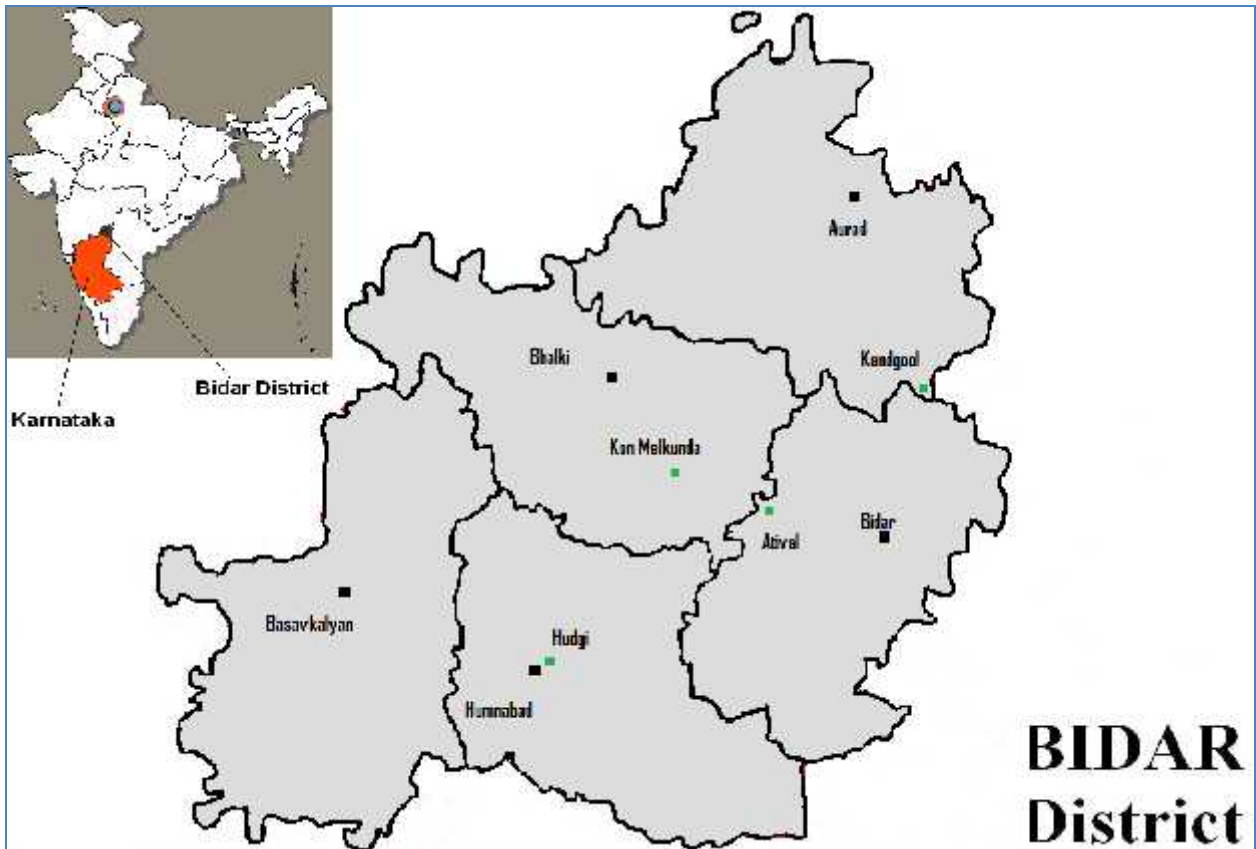 Aurad
Kandgool
Bhalki
Bidar District
Karnataka
Kon Melkunda
Bidar
Atival
Basavkalyan
Hudgi
Humnabad
BIDAR
District